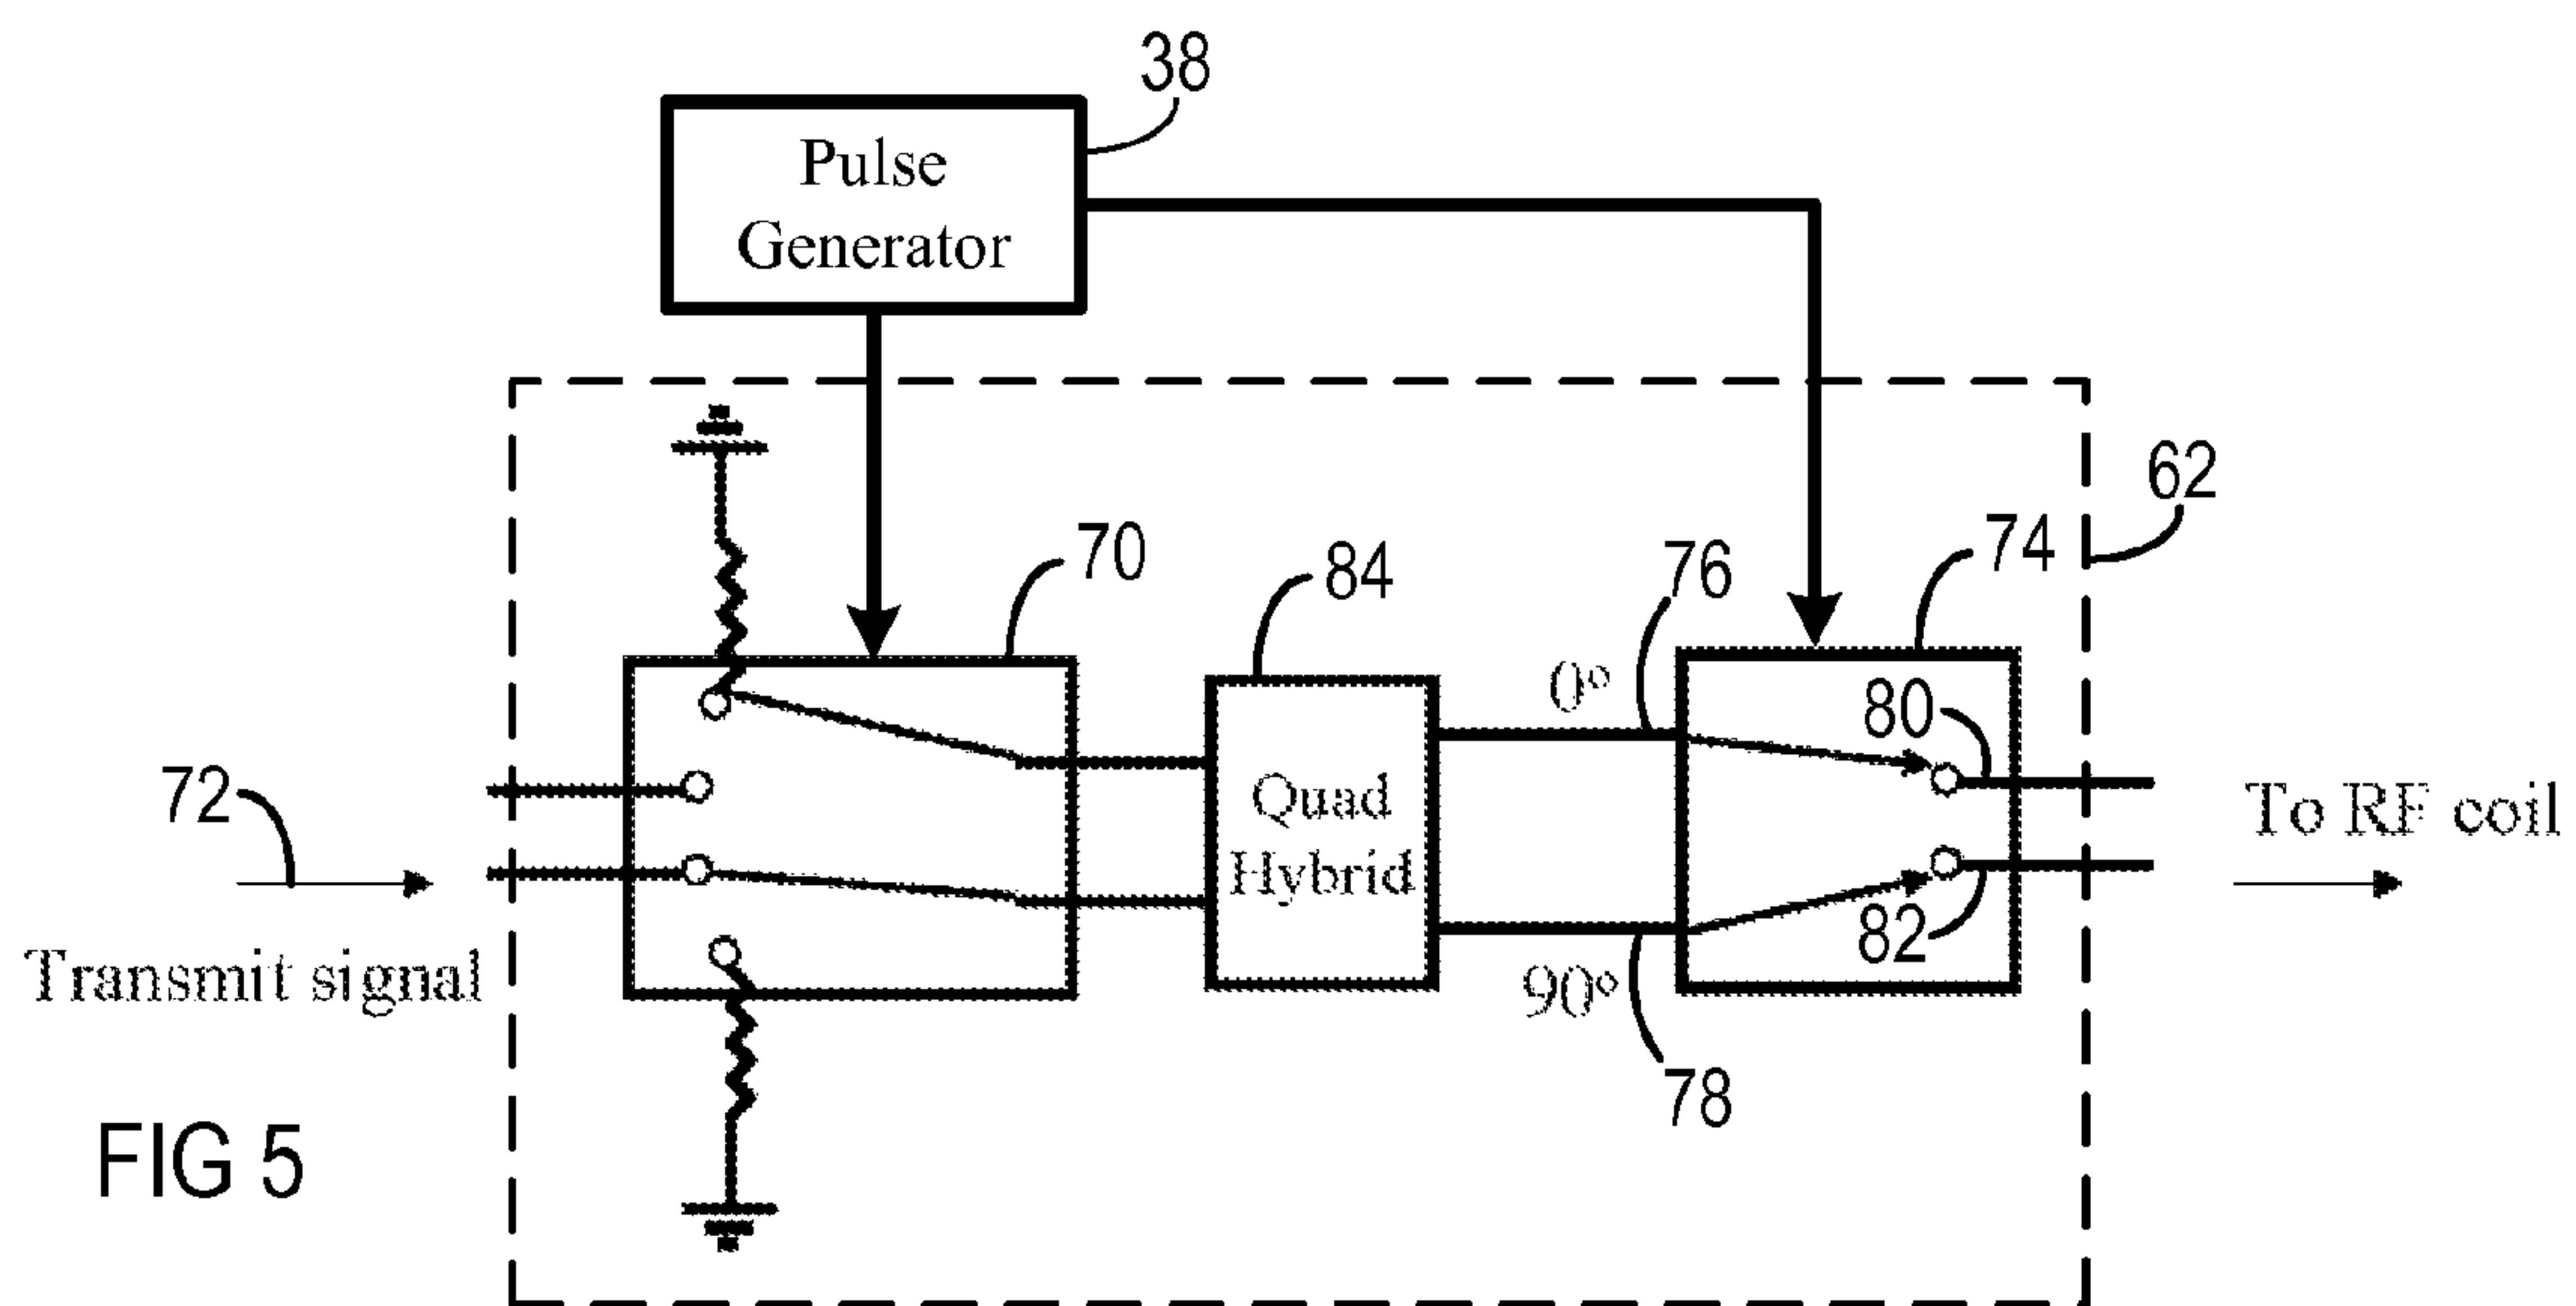 38
Pulse
Generator
62
70
84
76
74
0°
80
72
Quad
Hybrid
To RF coil
82
Transmit signal
90°
78
FIG 5